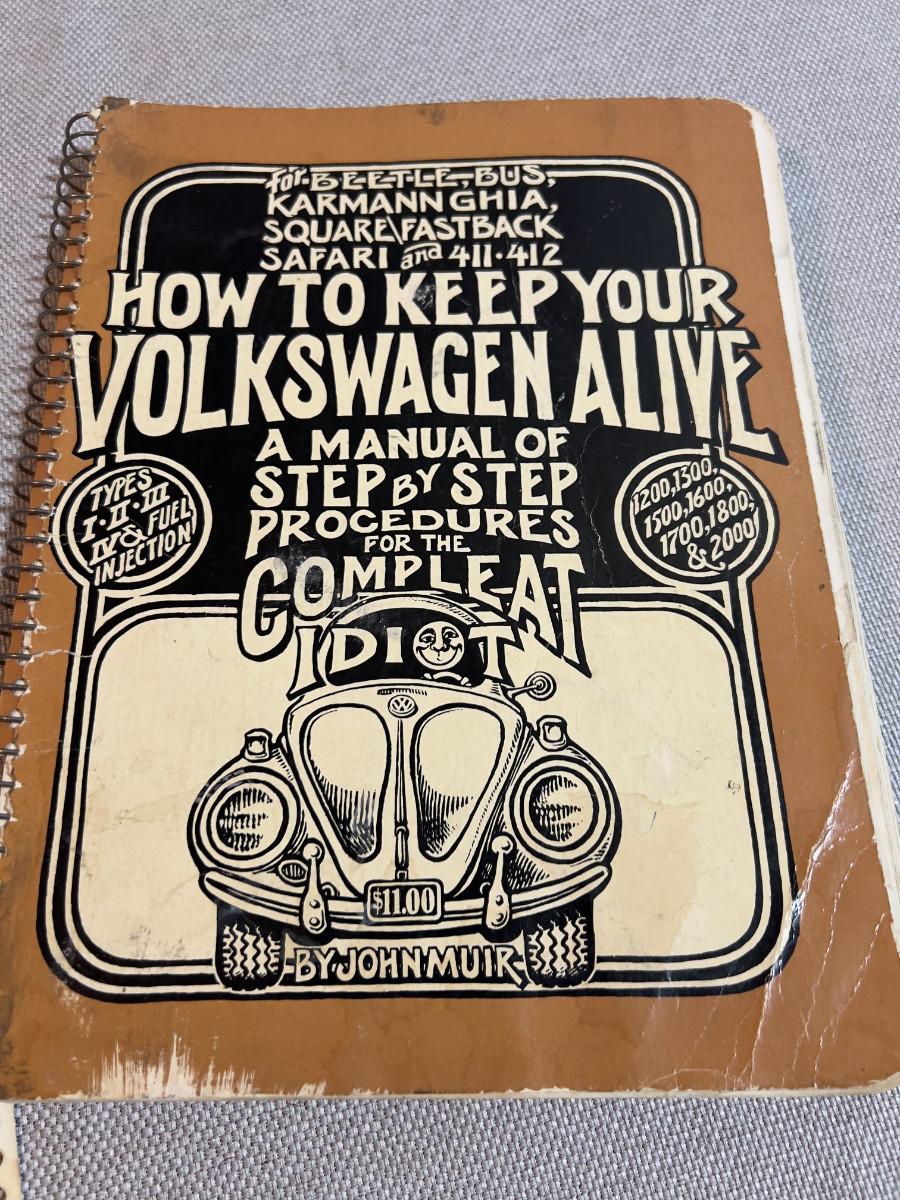 for BEETLE, BUS,
KARMANN GHIA,
SQUARE\FASTBACK
SAFARI and 411·412
HOW TO KEEP YOUR
VOLKSWAGEN ALIVE
A MANUAL OF
STEP BY STEP
PROCEDURES
FOR THE
COMPLEAT
IDIOT
TYPES
I·II·III
IV & FUEL
INJECTION
1200,1300,
1500,1600,
1700,1800,
& 2000
VW
$11.00
BY·JOHN·MUIR